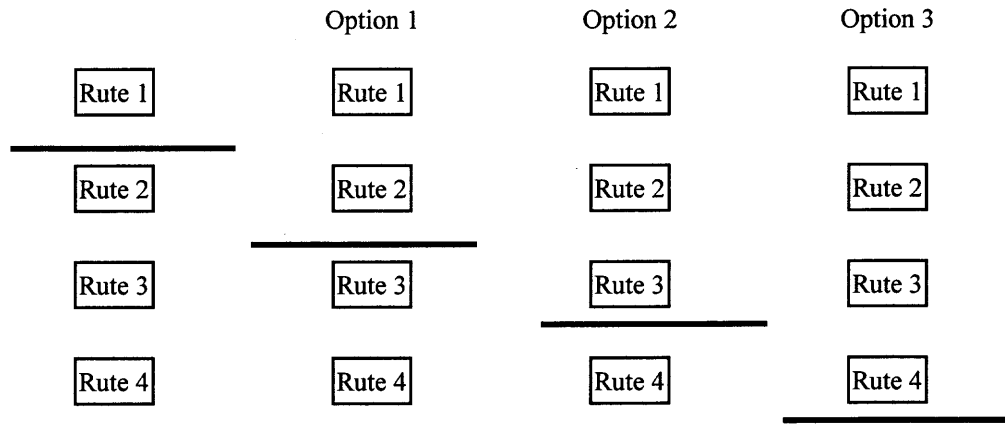 Option 1 Option 2 Option 3
Rute 1 Rute 1 Rute 1 Rute 1
Rute 2 Rute 2 Rute 2 Rute 2
Rute 3 Rute 3 Rute 3 Rute 3
Rute 4 Rute 4 Rute 4 Rute 4